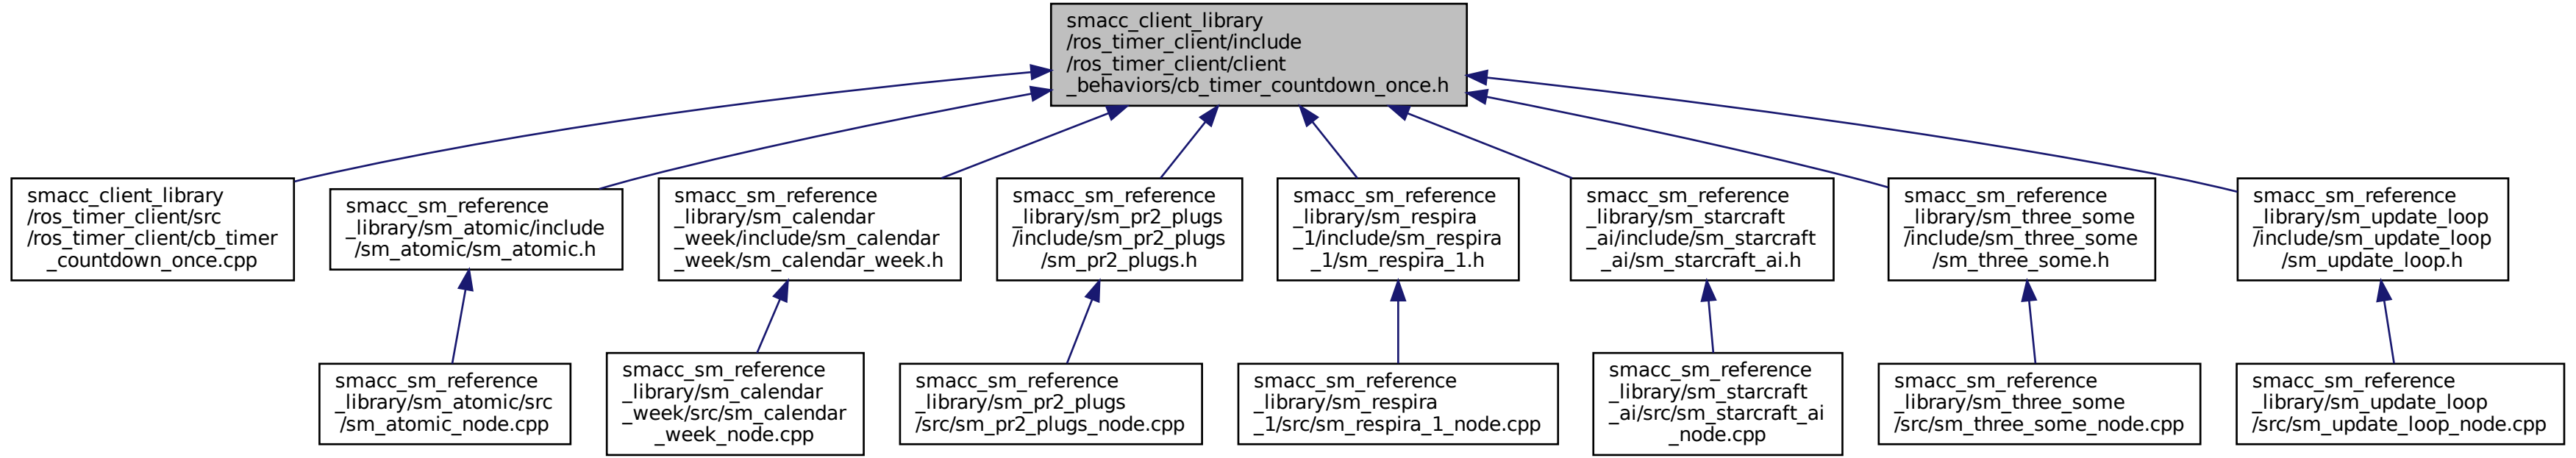 smacc_client_library
/ros_timer_client/include
/ros_timer_client/client
_behaviors/cb_timer_countdown_once.h
smacc_client_library
/ros_timer_client/src
/ros_timer_client/cb_timer
_countdown_once.cpp
smacc_sm_reference
_library/sm_atomic/include
/sm_atomic/sm_atomic.h
smacc_sm_reference
_library/sm_calendar
_week/include/sm_calendar
_week/sm_calendar_week.h
smacc_sm_reference
_library/sm_pr2_plugs
/include/sm_pr2_plugs
/sm_pr2_plugs.h
smacc_sm_reference
_library/sm_respira
_1/include/sm_respira
_1/sm_respira_1.h
smacc_sm_reference
_library/sm_starcraft
_ai/include/sm_starcraft
_ai/sm_starcraft_ai.h
smacc_sm_reference
_library/sm_three_some
/include/sm_three_some
/sm_three_some.h
smacc_sm_reference
_library/sm_update_loop
/include/sm_update_loop
/sm_update_loop.h
smacc_sm_reference
_library/sm_atomic/src
/sm_atomic_node.cpp
smacc_sm_reference
_library/sm_calendar
_week/src/sm_calendar
_week_node.cpp
smacc_sm_reference
_library/sm_pr2_plugs
/src/sm_pr2_plugs_node.cpp
smacc_sm_reference
_library/sm_respira
_1/src/sm_respira_1_node.cpp
smacc_sm_reference
_library/sm_starcraft
_ai/src/sm_starcraft_ai
_node.cpp
smacc_sm_reference
_library/sm_three_some
/src/sm_three_some_node.cpp
smacc_sm_reference
_library/sm_update_loop
/src/sm_update_loop_node.cpp